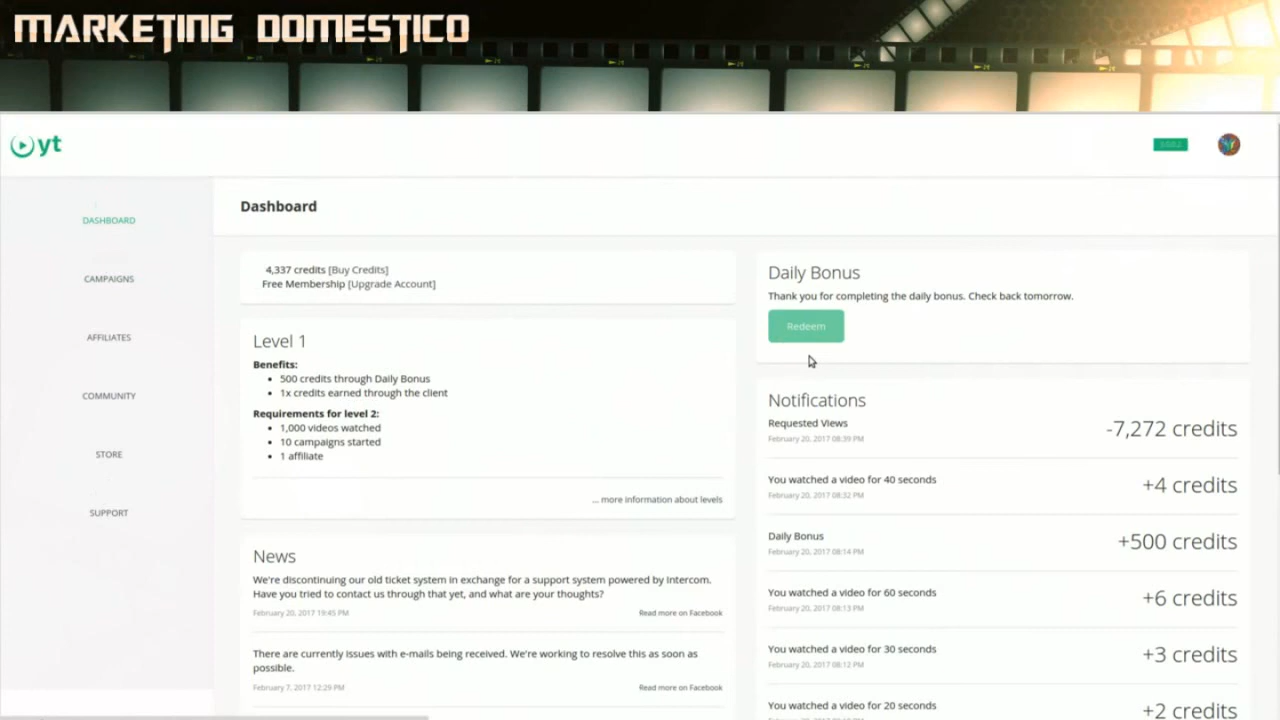 MARKETING DOMESTICO
yt
DASHBOARD
CAMPAIGNS
AFFILIATES
COMMUNITY
STORE
SUPPORT
Dashboard
4,337 credits [Buy Credits]
Free Membership [Upgrade Account]
Level 1
Benefits:
500 credits through Daily Bonus
1x credits earned through the client
Requirements for level 2:
1,000 videos watched
10 campaigns started
1 affiliate
... more information about levels
News
We're discontinuing our old ticket system in exchange for a support system powered by Intercom.
Have you tried to contact us through that yet, and what are your thoughts?
February 20, 2017 19:45 PM
Read more on Facebook
There are currently issues with e-mails being received. We're working to resolve this as soon as
possible.
February 7, 2017 12:29 PM
Read more on Facebook
Daily Bonus
Thank you for completing the daily bonus. Check back tomorrow.
Redeem
Notifications
Requested Views
February 20, 2017 08:39 PM
-7,272 credits
You watched a video for 40 seconds
February 20, 2017 08:32 PM
+4 credits
Daily Bonus
February 20, 2017 08:14 PM
+500 credits
You watched a video for 60 seconds
February 20, 2017 08:13 PM
+6 credits
You watched a video for 30 seconds
February 20, 2017 08:12 PM
+3 credits
You watched a video for 20 seconds
+2 credits